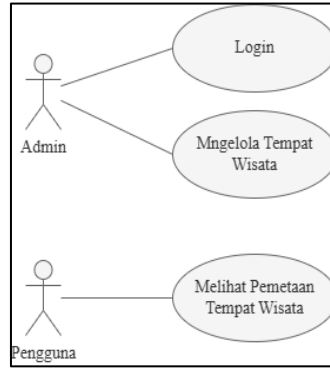 Login
Admin
Mngelola Tempat
Wisata
Melihat Pemetaan
Tempat Wisata
Pengguna